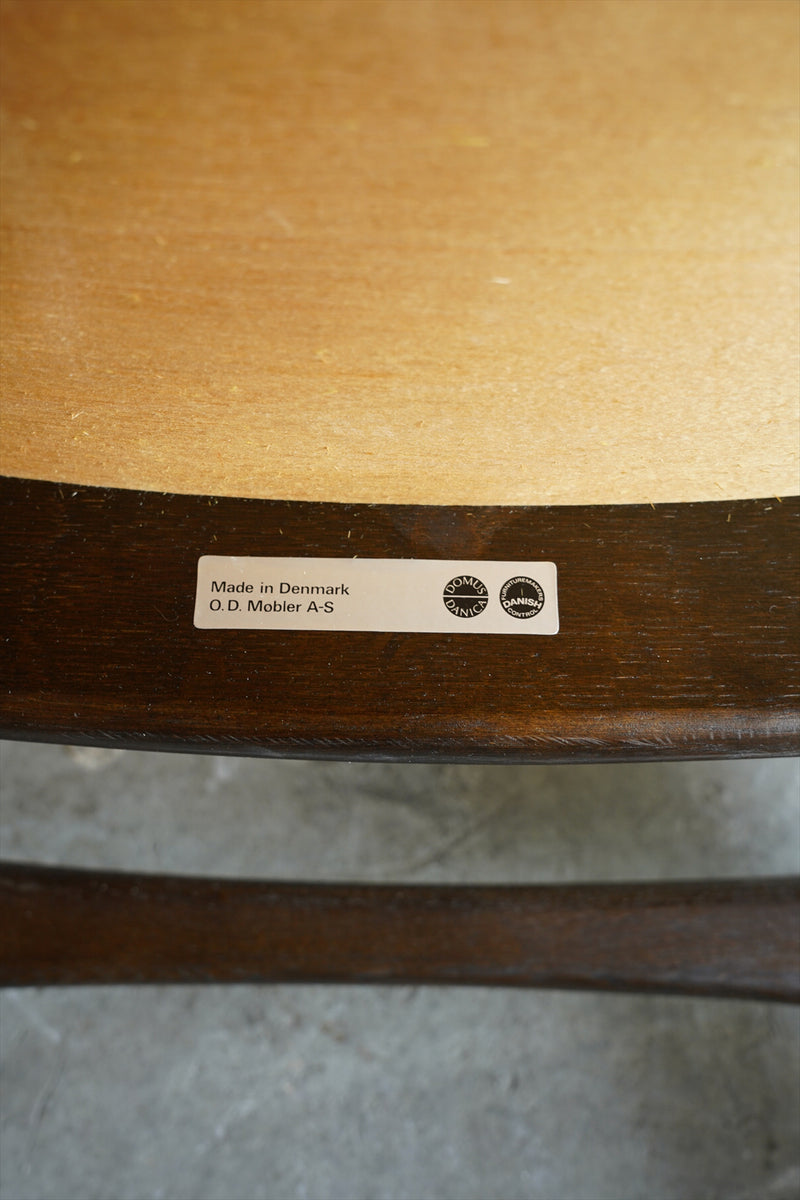 Made in Denmark
O.D. Mobler A-S
DOMUS
DANICA
FURNITUREMAKERS
DANISH
CONTROL